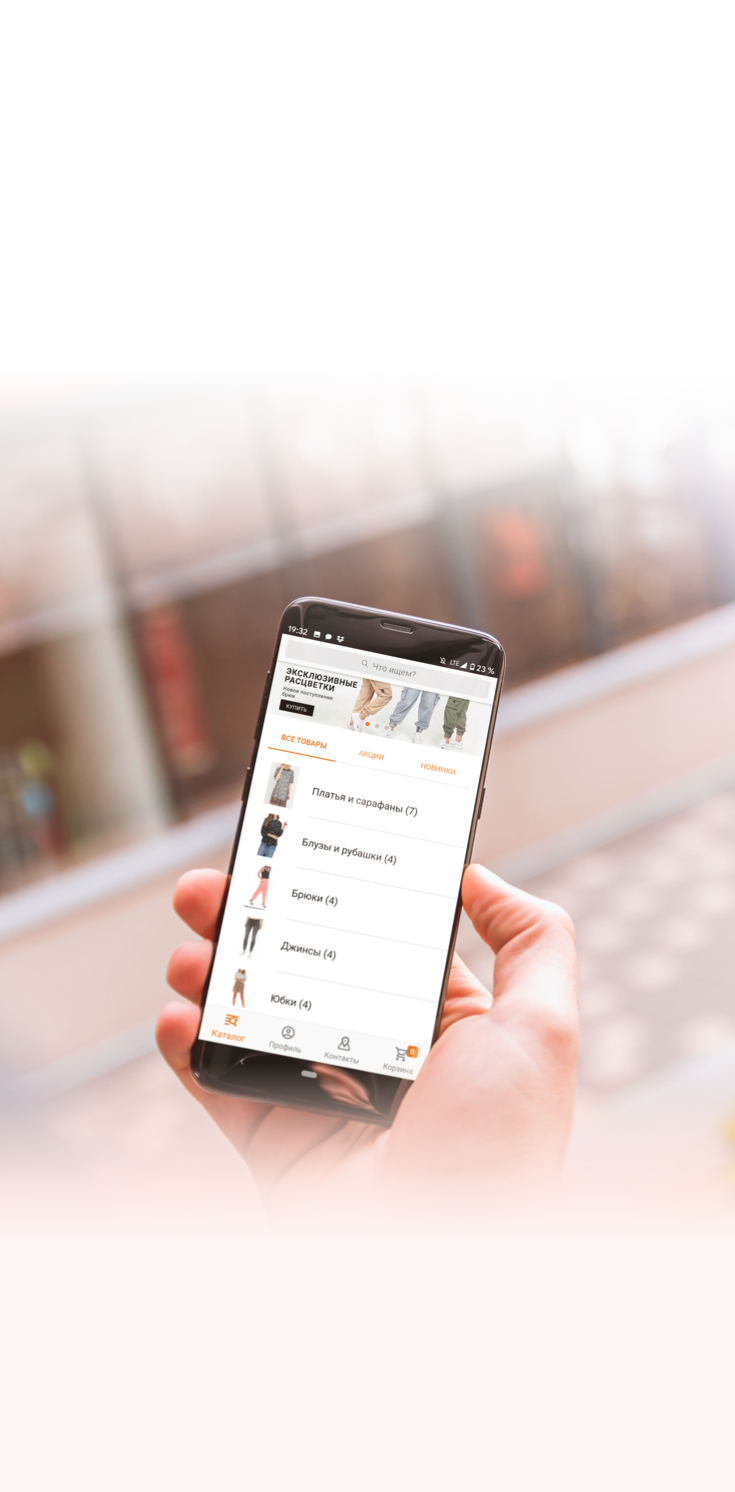 19:32
LTE 23 %
Что ищем?
ЭКСКЛЮЗИВНЫЕ
РАСЦВЕТКИ
Новое поступление
брюк
КУПИТЬ
ВСЕ ТОВАРЫ
АКЦИИ
НОВИНКИ
Платья и сарафаны (7)
Блузы и рубашки (4)
Брюки (4)
Джинсы (4)
Юбки (4)
Каталог
Профиль
Контакты
0
Корзина